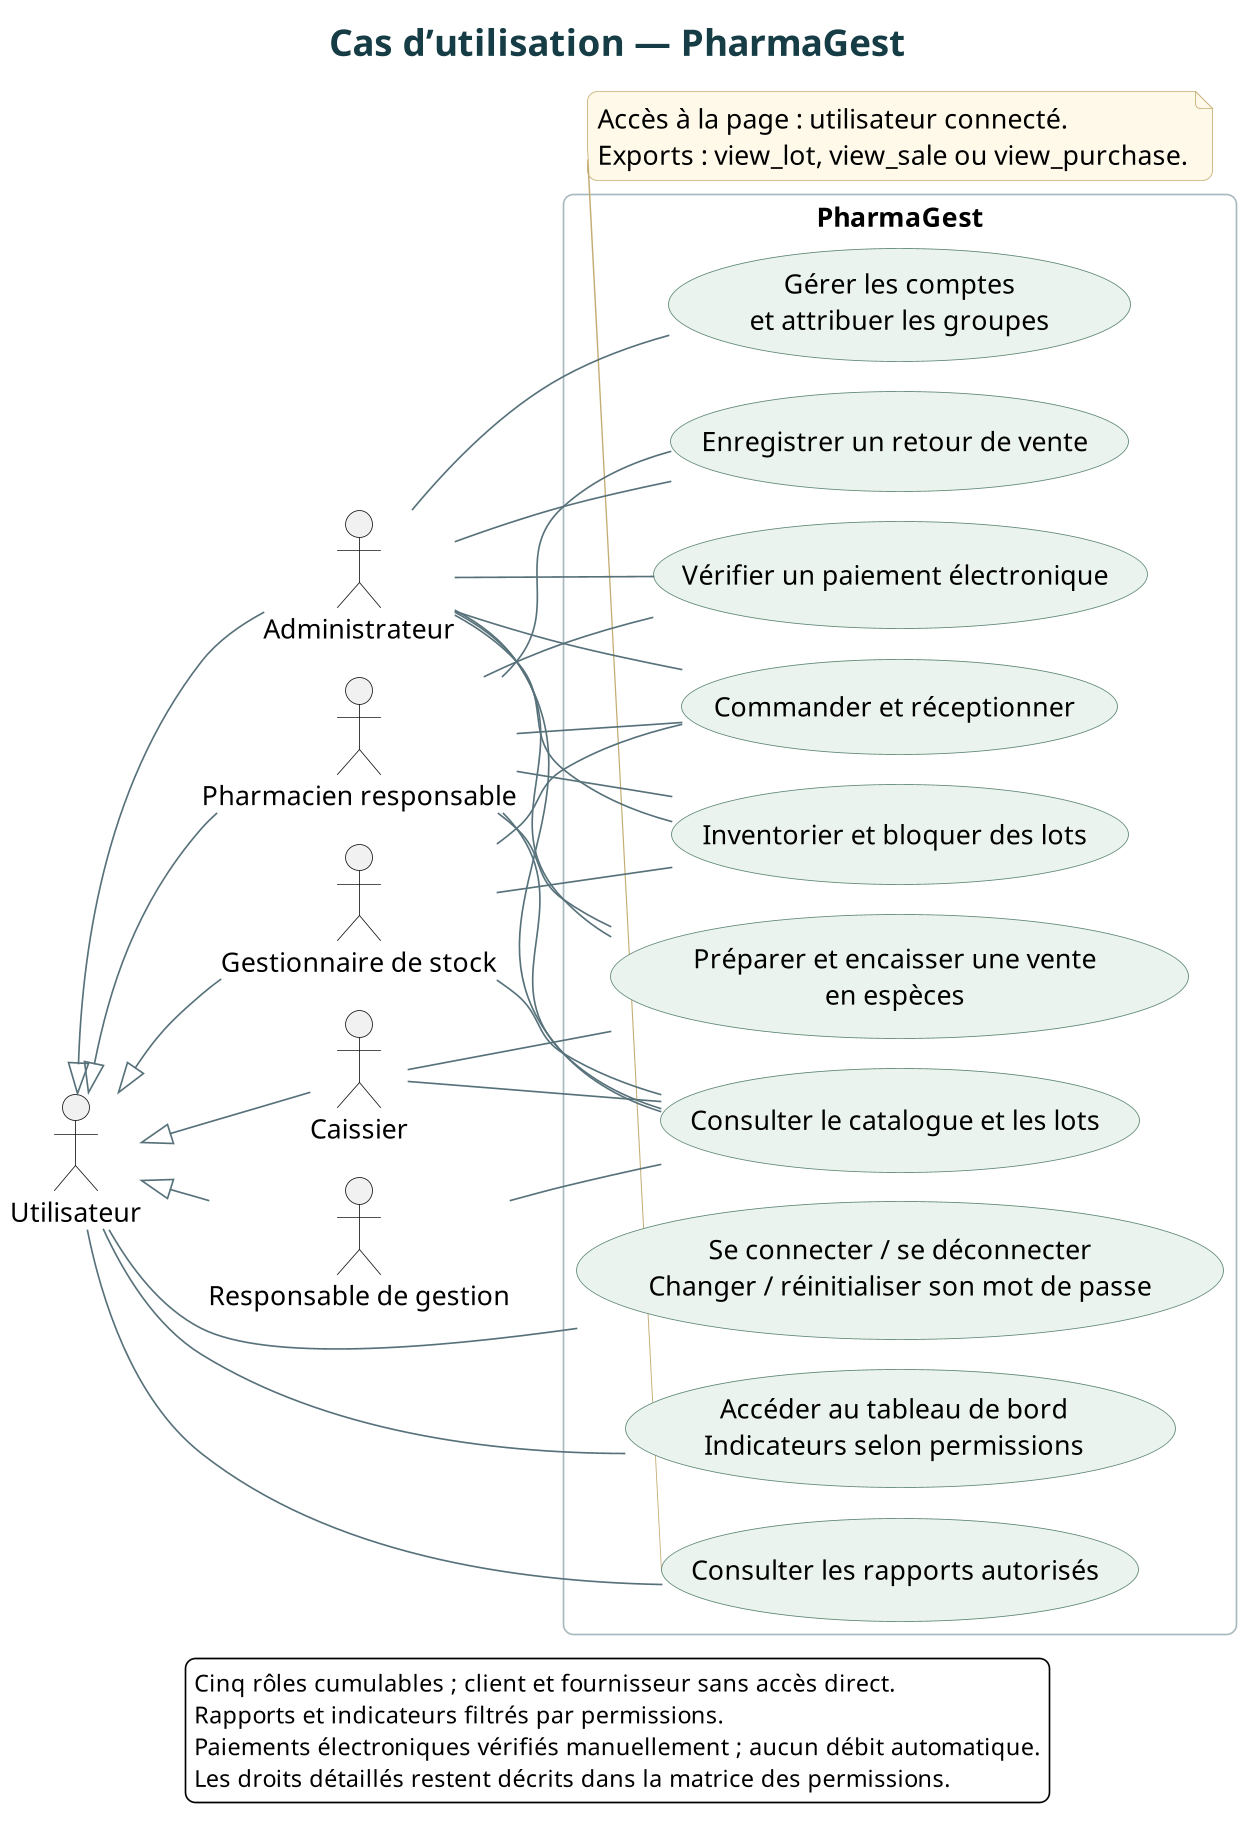 Cas d’utilisation — PharmaGest
Accès à la page : utilisateur connecté.
Exports : view_lot, view_sale ou view_purchase.
PharmaGest
Gérer les comptes
et attribuer les groupes
Enregistrer un retour de vente
Vérifier un paiement électronique
Administrateur
Commander et réceptionner
Pharmacien responsable
Inventorier et bloquer des lots
Gestionnaire de stock
Préparer et encaisser une vente
en espèces
Caissier
Consulter le catalogue et les lots
Utilisateur
Se connecter / se déconnecter
Changer / réinitialiser son mot de passe
Responsable de gestion
Accéder au tableau de bord
Indicateurs selon permissions
Consulter les rapports autorisés
Cinq rôles cumulables ; client et fournisseur sans accès direct.
Rapports et indicateurs filtrés par permissions.
Paiements électroniques vérifiés manuellement ; aucun débit automatique.
Les droits détaillés restent décrits dans la matrice des permissions.